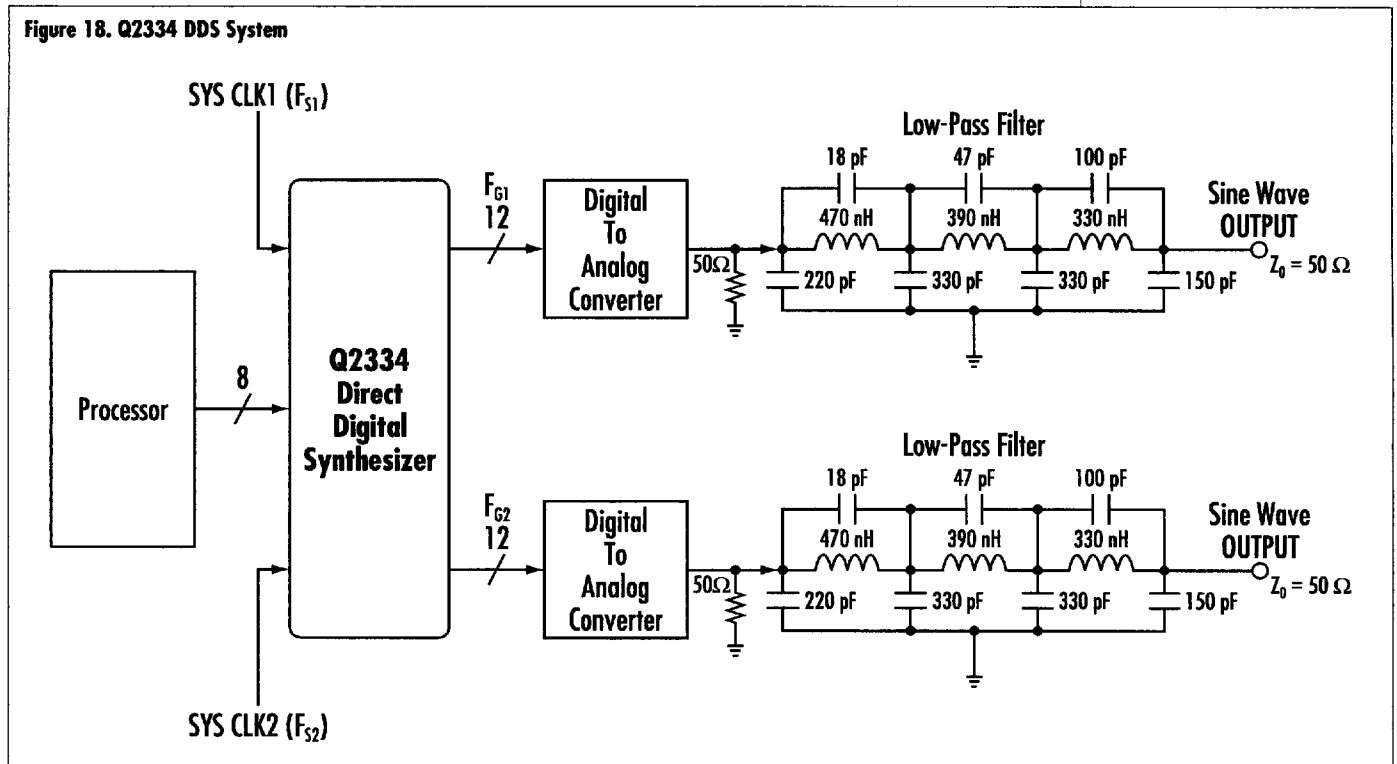 Figure 18. Q2334 DDS System
SYS CLK1 (FS1)
Low-Pass Filter
18 pF
47 pF
100 pF
Sine Wave
OUTPUT
FG1
12
Digital
To
Analog
Converter
470 nH
390 nH
330 nH
50Ω
Z0 = 50 Ω
220 pF
330 pF
330 pF
150 pF
Processor
8
Q2334
Direct
Digital
Synthesizer
Low-Pass Filter
18 pF
47 pF
100 pF
Sine Wave
OUTPUT
FG2
12
Digital
To
Analog
Converter
470 nH
390 nH
330 nH
50Ω
Z0 = 50 Ω
220 pF
330 pF
330 pF
150 pF
SYS CLK2 (FS2)